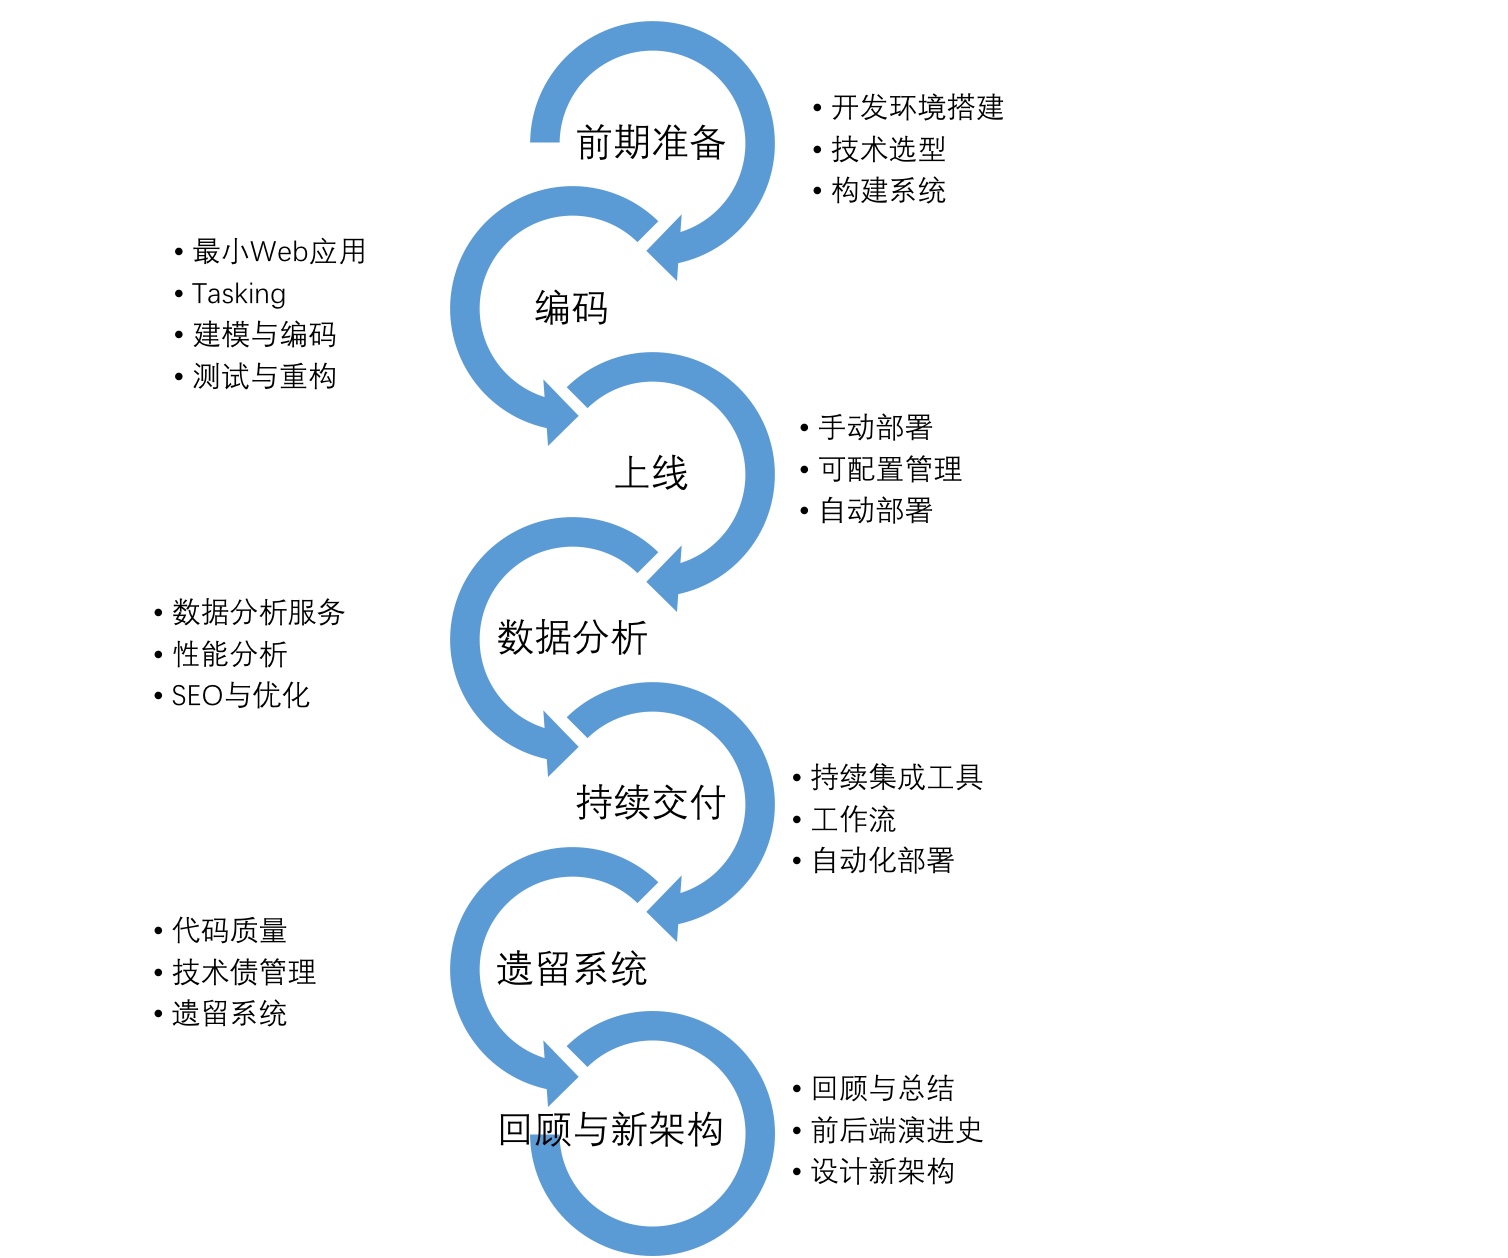 前期准备
• 开发环境搭建
• 技术选型
• 构建系统
编码
• 最小Web应用
• Tasking
• 建模与编码
• 测试与重构
上线
• 手动部署
• 可配置管理
• 自动部署
数据分析
• 数据分析服务
• 性能分析
• SEO与优化
持续交付
• 持续集成工具
• 工作流
• 自动化部署
遗留系统
• 代码质量
• 技术债管理
• 遗留系统
回顾与新架构
• 回顾与总结
• 前后端演进史
• 设计新架构